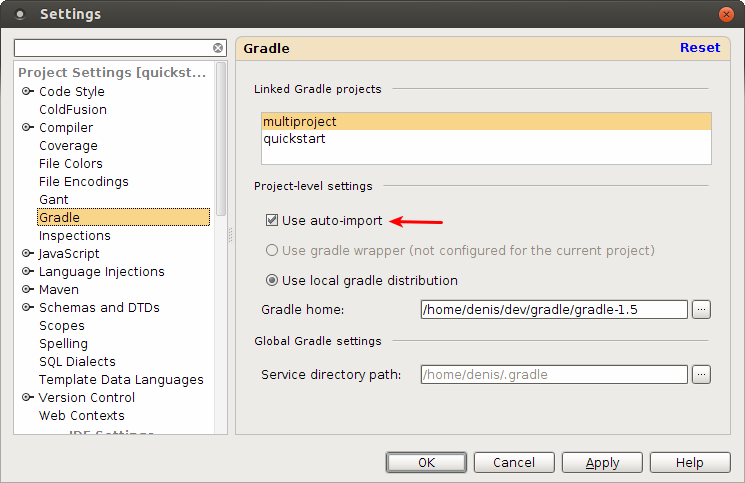 Settings
Project Settings [quickst...
Code Style
ColdFusion
Compiler
Coverage
File Colors
File Encodings
Gant
Gradle
Inspections
JavaScript
Language Injections
Maven
Schemas and DTDs
Scopes
Spelling
SQL Dialects
Template Data Languages
Version Control
Web Contexts
IDE Settings
Gradle
Reset
Linked Gradle projects
multiproject
quickstart
Project-level settings
Use auto-import
Use gradle wrapper (not configured for the current project)
Use local gradle distribution
Gradle home: /home/denis/dev/gradle/gradle-1.5 ...
Global Gradle settings
Service directory path: /home/denis/.gradle ...
OK Cancel Apply Help